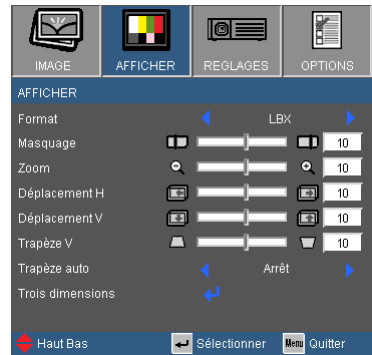 IMAGE AFFICHER REGLAGES OPTIONS
AFFICHER
Format LBX
Masquage 10
Zoom 10
Déplacement H 10
Déplacement V 10
Trapèze V 10
Trapèze auto Arrêt
Trois dimensions
Haut Bas Sélectionner Menu Quitter